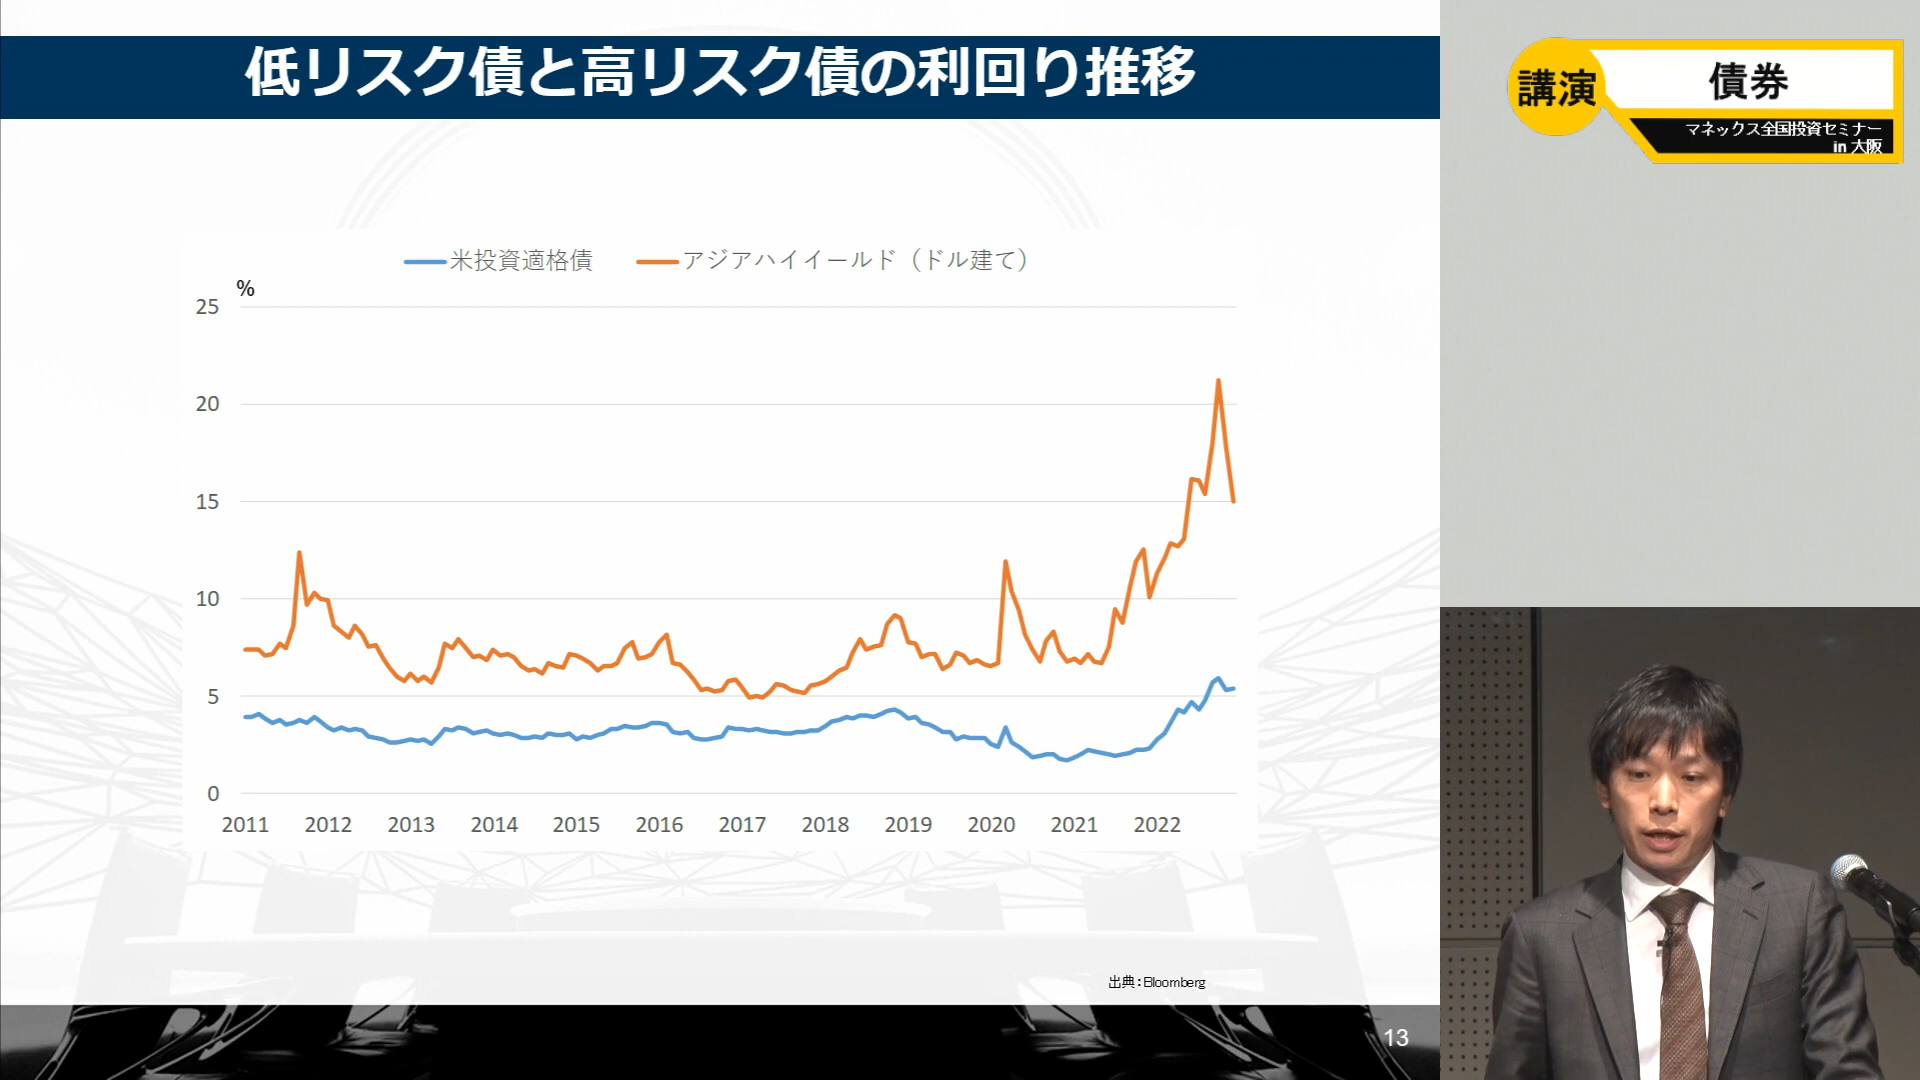 低リスク債と高リスク債の利回り推移
講演
債券
マネックス全国投資セミナー
in 大阪
米投資適格債 アジアハイイールド（ドル建て）
%
25
20
15
10
5
0
2011 2012 2013 2014 2015 2016 2017 2018 2019 2020 2021 2022
出典：Bloomberg
13